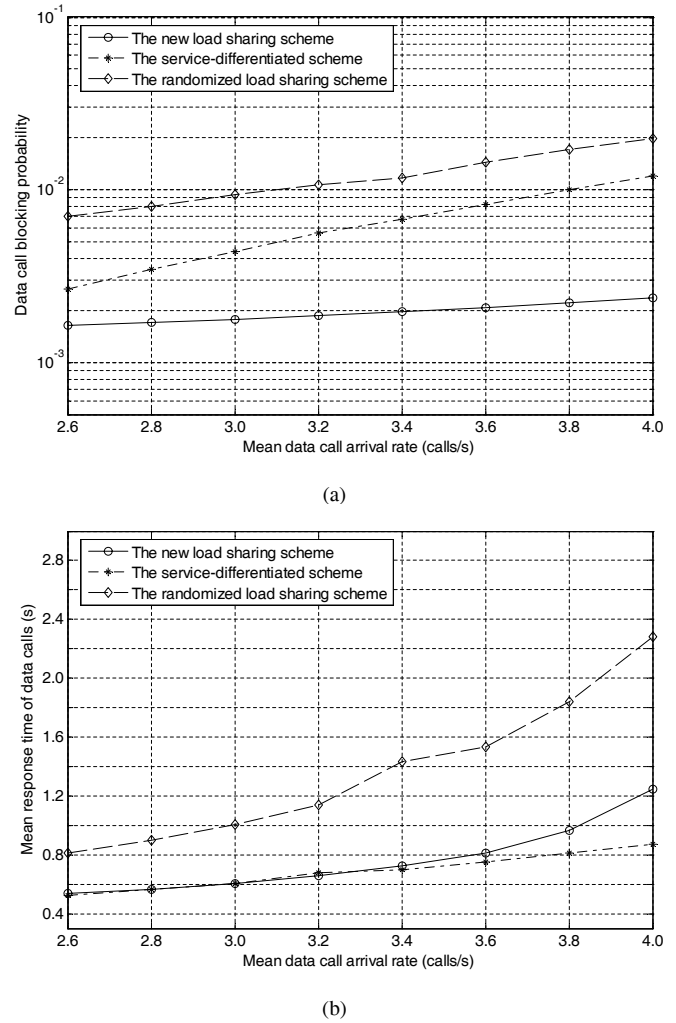 10⁻¹
The new load sharing scheme
The service-differentiated scheme
The randomized load sharing scheme
Data call blocking probability
10⁻²
10⁻³
2.6 2.8 3.0 3.2 3.4 3.6 3.8 4.0
Mean data call arrival rate (calls/s)
(a)
The new load sharing scheme
The service-differentiated scheme
The randomized load sharing scheme
Mean response time of data calls (s)
2.8
2.4
2.0
1.6
1.2
0.8
0.4
2.6 2.8 3.0 3.2 3.4 3.6 3.8 4.0
Mean data call arrival rate (calls/s)
(b)